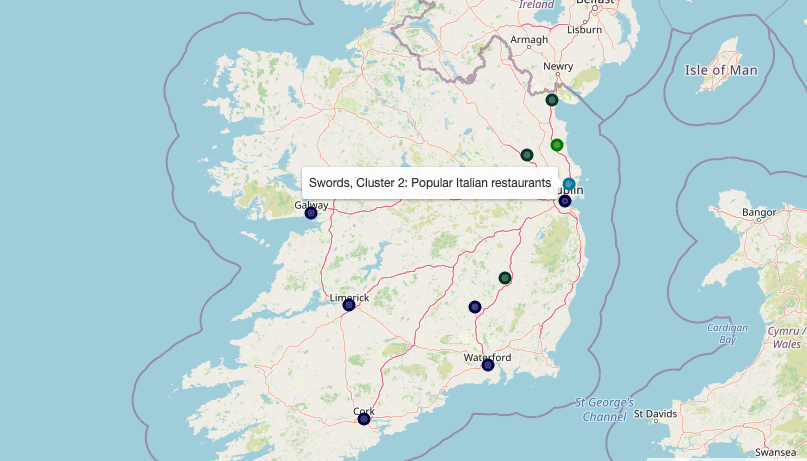 Ireland
Belfast
Lisburn
Armagh
Newry
Isle of Man
Swords, Cluster 2: Popular Italian restaurants
Galway
Bangor
Limerick
Cardigan
Bay
Cymru /
Wales
Waterford
Cork
St George's
Channel
St Davids
Swansea